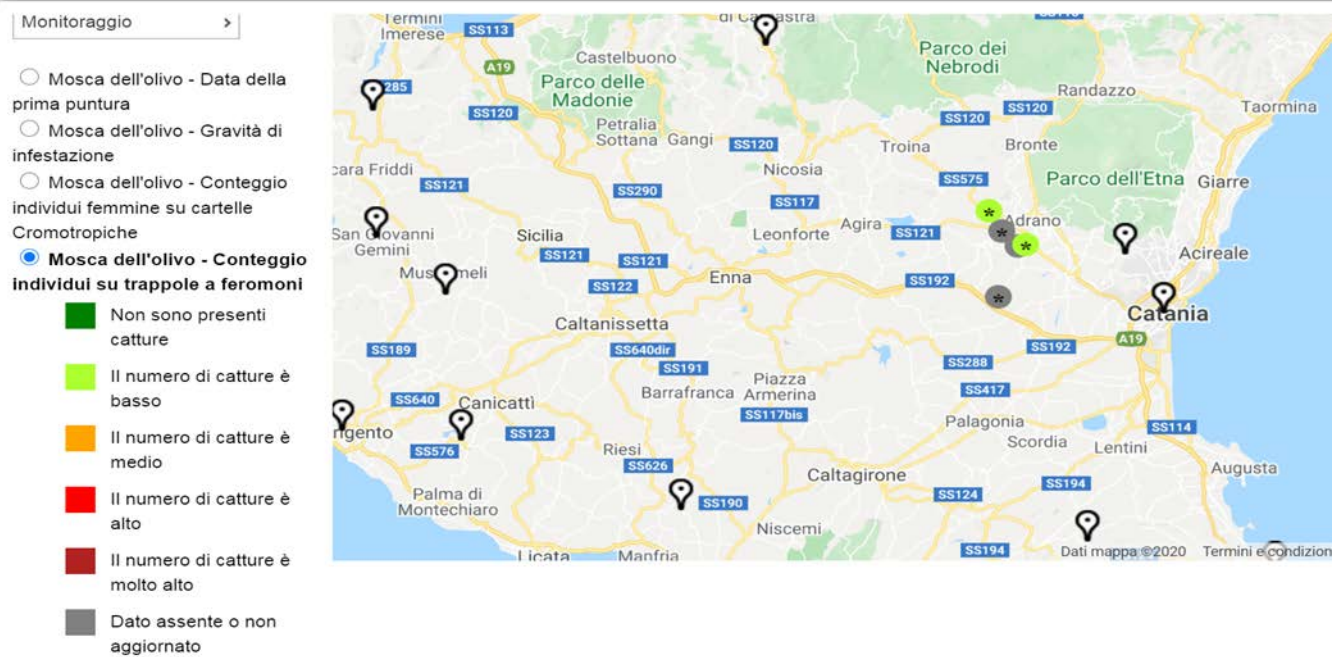 Monitoraggio >
Mosca dell'olivo - Data della
prima puntura
Mosca dell'olivo - Gravità di
infestazione
Mosca dell'olivo - Conteggio
individui femmine su cartelle
Cromotropiche
Mosca dell'olivo - Conteggio
individui su trappole a feromoni
Non sono presenti
catture
Il numero di catture è
basso
Il numero di catture è
medio
Il numero di catture è
alto
Il numero di catture è
molto alto
Dato assente o non
aggiornato
Termini
Imerese
SS113
A19
Castelbuono
Parco delle
Madonie
Parco dei
Nebrodi
Randazzo
Taormina
285
SS120
Petralia
Sottana
Gangi
SS120
Troina
SS120
SS120
Bronte
cara Friddi
SS121
SS290
Nicosia
SS117
SS575
Parco dell'Etna
Giarre
San Giovanni
Gemini
Sicilia
SS121
SS121
Leonforte
Agira
SS121
Adrano
Acireale
SS122
Enna
SS192
Catania
Caltanissetta
SS189
SS640dir
SS191
A19
SS192
SS288
SS640
Canicattì
Barrafranca
Piazza
Armerina
SS117bis
SS417
rigento
SS576
SS123
Palagonia
Scordia
Lentini
SS114
Riesi
SS626
Caltagirone
SS194
Augusta
Palma di
Montechiaro
SS190
SS124
Niscemi
Licata
Manfria
SS194
Dati mappa ©2020
Termini e condizion